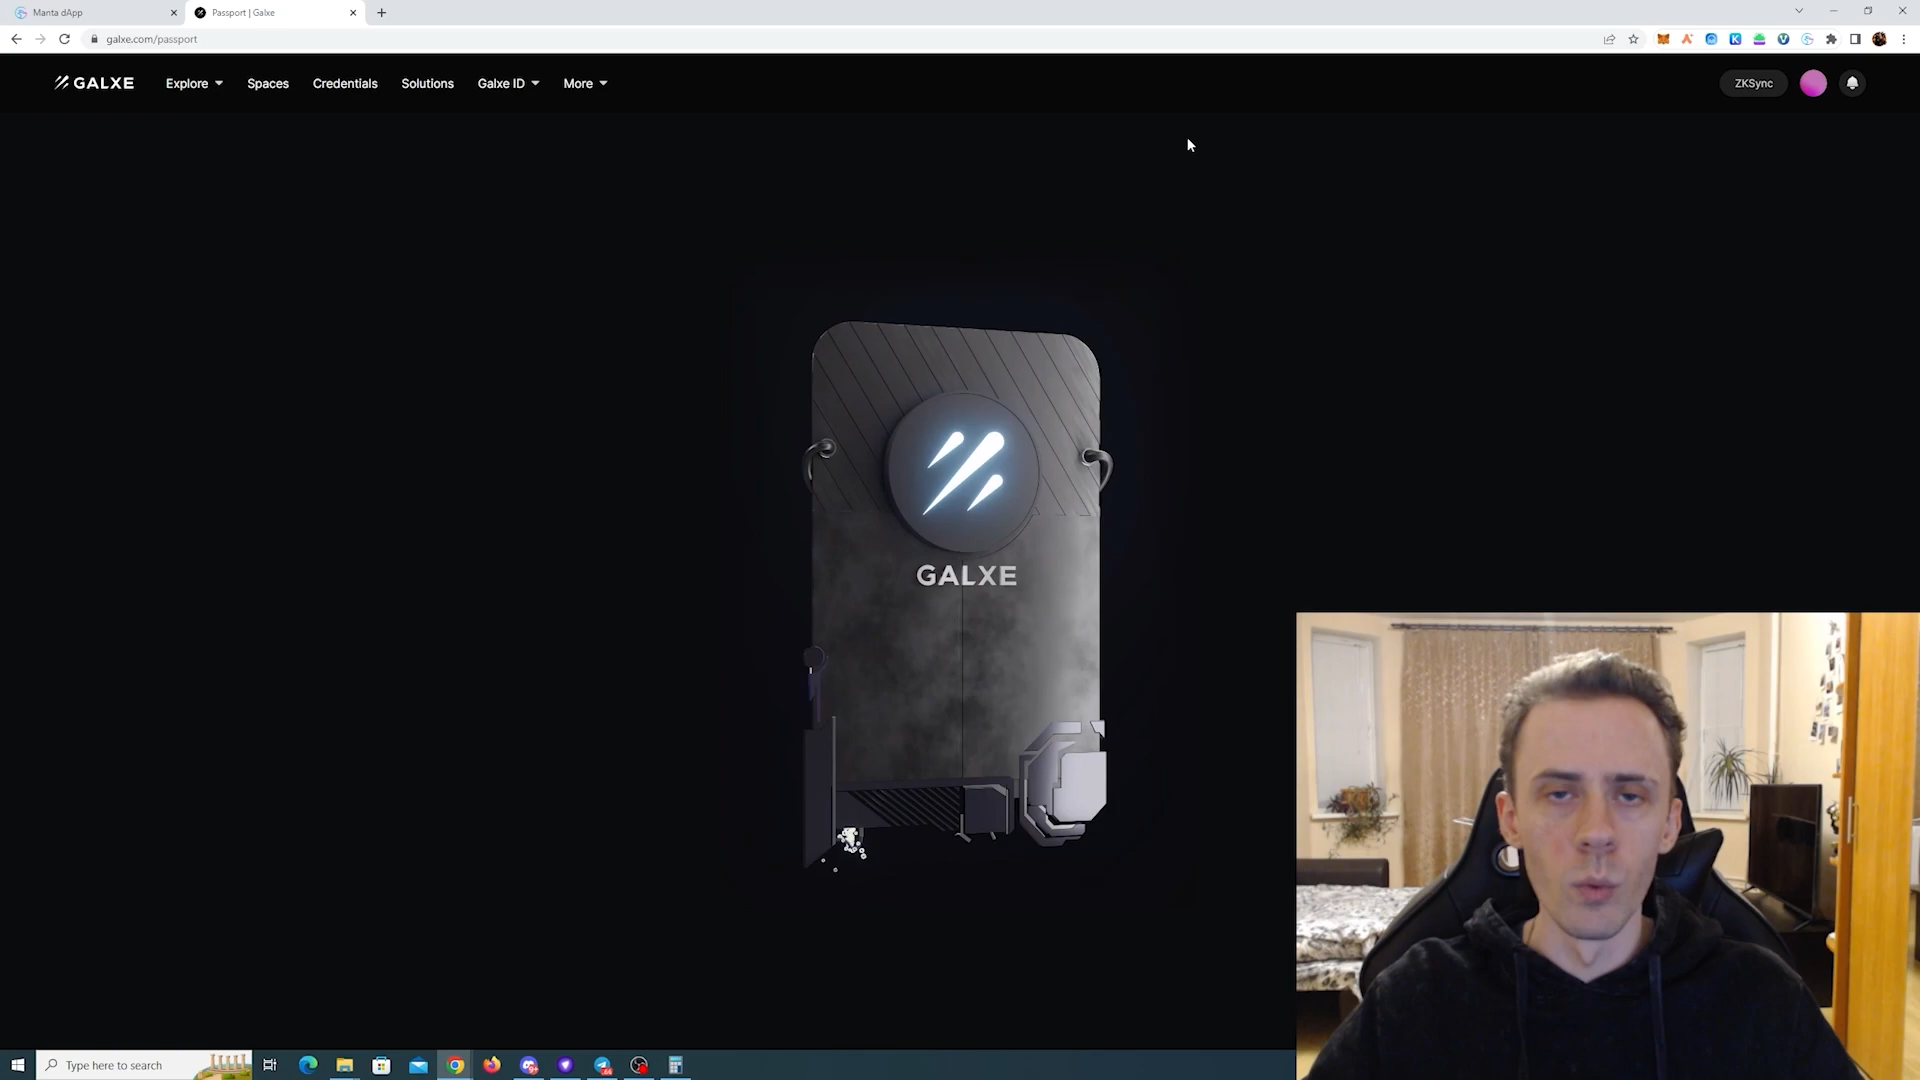 Manta dApp
Passport | Galxe
galxe.com/passport
GALXE
Explore
Spaces
Credentials
Solutions
Galxe ID
More
ZKSync
GALXE
Type here to search